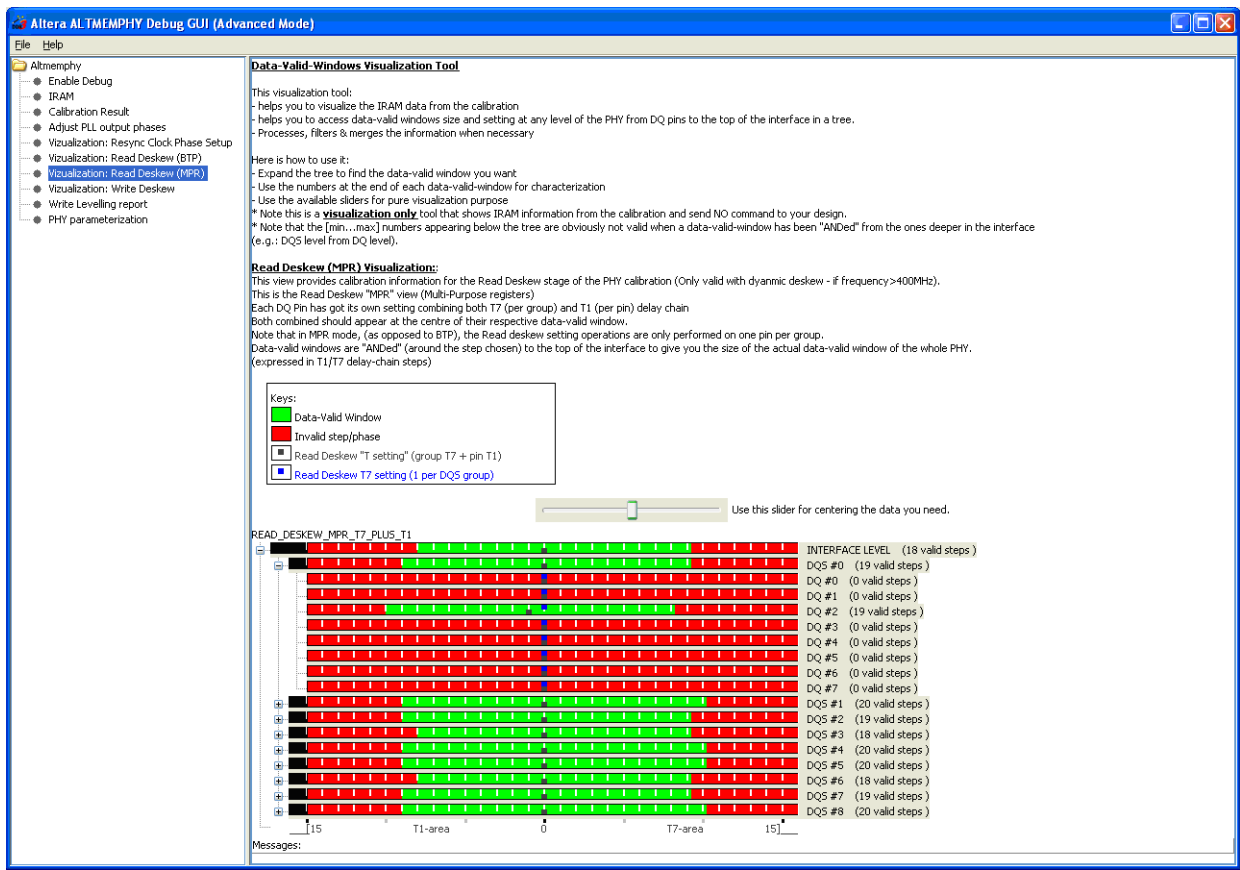 Altera ALTMEMPHY Debug GUI (Advanced Mode)
File Help
Altmemphy
Enable Debug
IRAM
Calibration Result
Adjust PLL output phases
Vizualization: Resync Clock Phase Setup
Vizualization: Read Deskew (BTP)
Vizualization: Read Deskew (MPR)
Vizualization: Write Deskew
Write Levelling report
PHY parameterization
Data-Valid-Windows Visualization Tool
This visualization tool:
- helps you to visualize the IRAM data from the calibration
- helps you to access data-valid windows size and setting at any level of the PHY from DQ pins to the top of the interface in a tree.
- Processes, filters & merges the information when necessary
Here is how to use it:
- Expand the tree to find the data-valid window you want
- Use the numbers at the end of each data-valid-window for characterization
- Use the available sliders for pure visualization purpose
* Note this is a visualization only tool that shows IRAM information from the calibration and send NO command to your design.
* Note that the [min...max] numbers appearing below the tree are obviously not valid when a data-valid-window has been "ANDed" from the ones deeper in the interface
(e.g.: DQS level from DQ level).
Read Deskew (MPR) Visualization::
This view provides calibration information for the Read Deskew stage of the PHY calibration (Only valid with dyanmic deskew - if frequency>400MHz).
This is the Read Deskew "MPR" view (Multi-Purpose registers)
Each DQ Pin has got its own setting combining both T7 (per group) and T1 (per pin) delay chain
Both combined should appear at the centre of their respective data-valid window.
Note that in MPR mode, (as opposed to BTP), the Read deskew setting operations are only performed on one pin per group.
Data-valid windows are "ANDed" (around the step chosen) to the top of the interface to give you the size of the actual data-valid window of the whole PHY.
(expressed in T1/T7 delay-chain steps)
Keys:
Data-Valid Window
Invalid step/phase
Read Deskew "T setting" (group T7 + pin T1)
Read Deskew T7 setting (1 per DQS group)
Use this slider for centering the data you need.
READ_DESKEW_MPR_T7_PLUS_T1
INTERFACE LEVEL (18 valid steps )
DQS #0 (19 valid steps )
DQ #0 (0 valid steps )
DQ #1 (0 valid steps )
DQ #2 (19 valid steps )
DQ #3 (0 valid steps )
DQ #4 (0 valid steps )
DQ #5 (0 valid steps )
DQ #6 (0 valid steps )
DQ #7 (0 valid steps )
DQS #1 (20 valid steps )
DQS #2 (19 valid steps )
DQS #3 (18 valid steps )
DQS #4 (20 valid steps )
DQS #5 (20 valid steps )
DQS #6 (18 valid steps )
DQS #7 (19 valid steps )
DQS #8 (20 valid steps )
___[15 T1-area 0 T7-area 15]___
Messages: